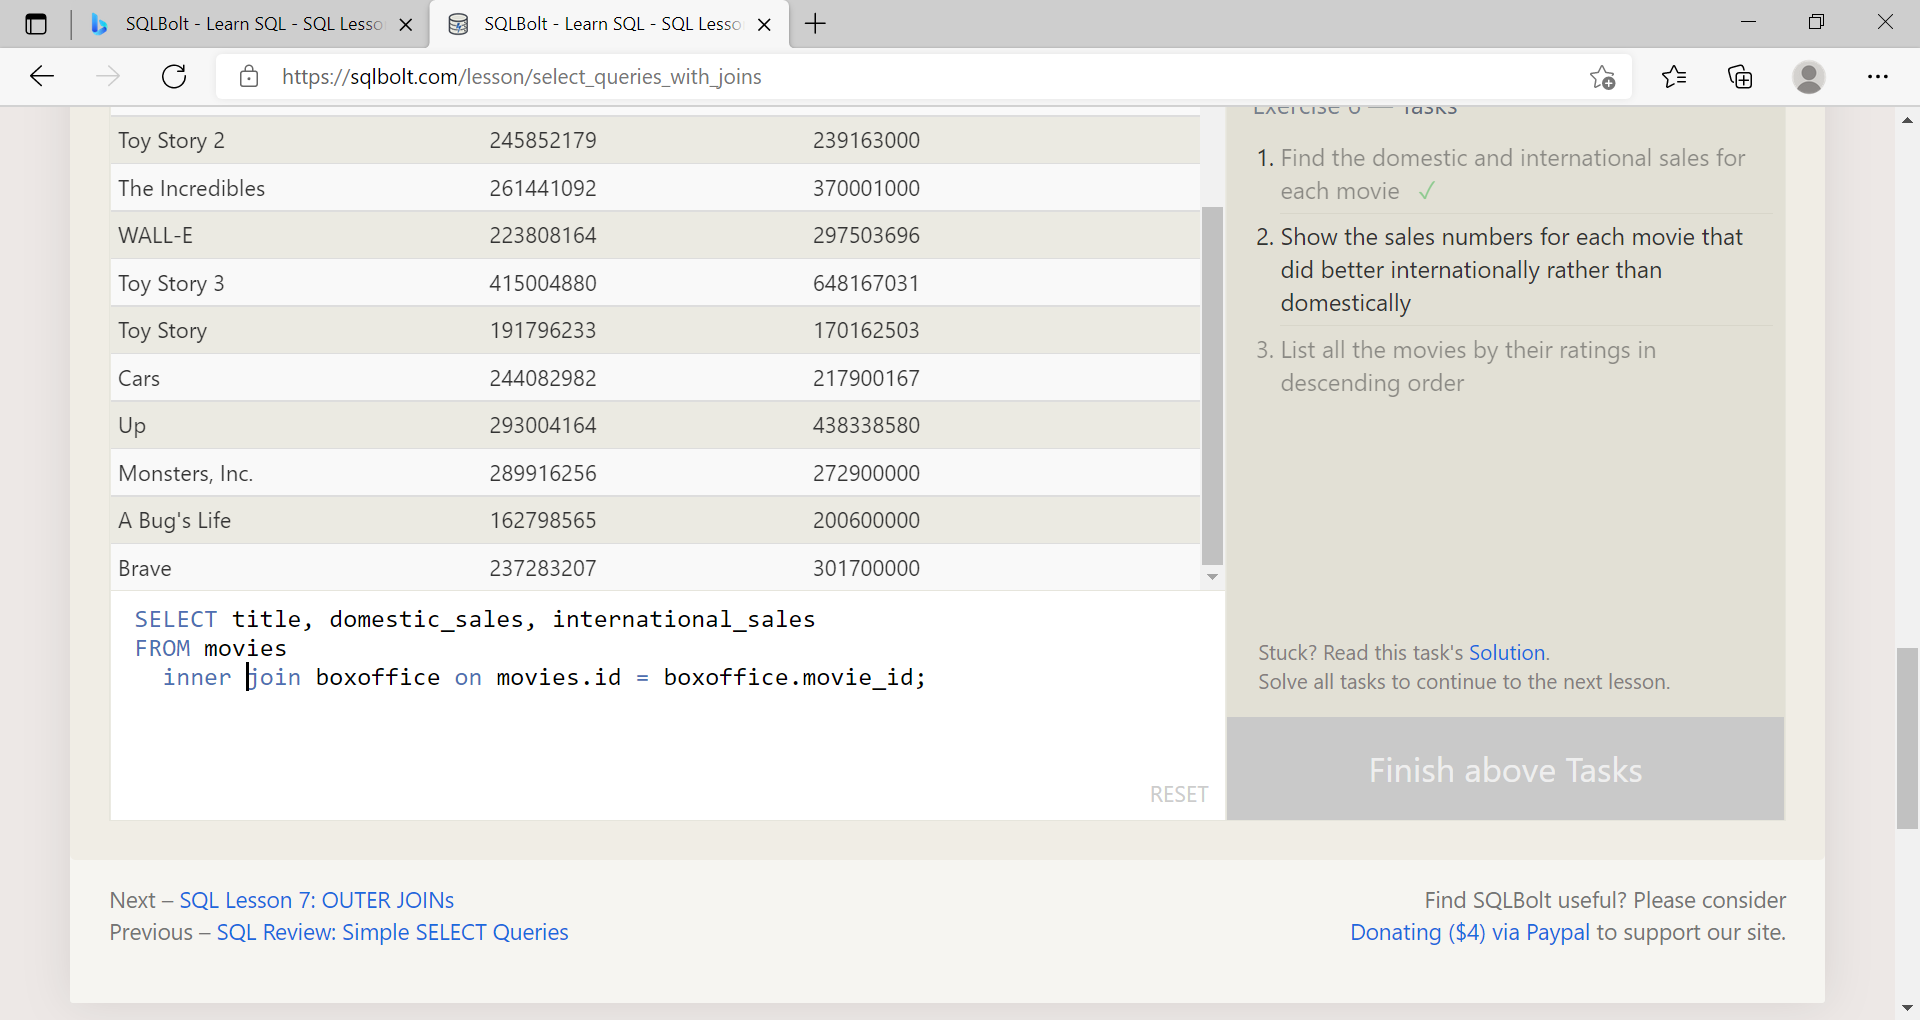 SQLBolt - Learn SQL - SQL Lesso
SQLBolt - Learn SQL - SQL Lesso
https://sqlbolt.com/lesson/select_queries_with_joins
Toy Story 2 245852179 239163000
The Incredibles 261441092 370001000
WALL-E 223808164 297503696
Toy Story 3 415004880 648167031
Toy Story 191796233 170162503
Cars 244082982 217900167
Up 293004164 438338580
Monsters, Inc. 289916256 272900000
A Bug's Life 162798565 200600000
Brave 237283207 301700000
SELECT title, domestic_sales, international_sales
FROM movies
inner join boxoffice on movies.id = boxoffice.movie_id;
RESET
Exercise 6 — Tasks
1. Find the domestic and international sales for
each movie ✓
2. Show the sales numbers for each movie that
did better internationally rather than
domestically
3. List all the movies by their ratings in
descending order
Stuck? Read this task's Solution.
Solve all tasks to continue to the next lesson.
Finish above Tasks
Next – SQL Lesson 7: OUTER JOINs
Previous – SQL Review: Simple SELECT Queries
Find SQLBolt useful? Please consider
Donating ($4) via Paypal to support our site.